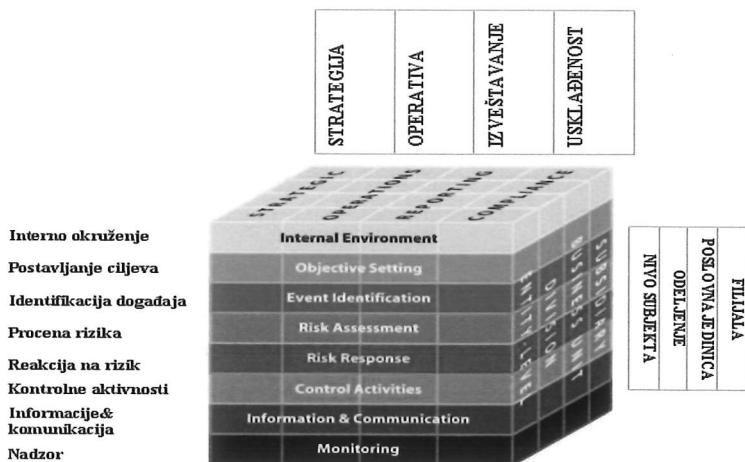 STRATEGIJA
OPERATIVA
IZVEŠTAVANJE
USKLAĐENOST
STRATEGIC
OPERATIONS
REPORTING
COMPLIANCE
Interno okruženje
Postavljanje ciljeva
Identifikacija događaja
Procena rizika
Reakcija na rizik
Kontrolne aktivnosti
Informacije&
komunikacija
Nadzor
Internal Environment
Objective Setting
Event Identification
Risk Assessment
Risk Response
Control Activities
Information & Communication
Monitoring
ENTITY-LEVEL
DIVISION
BUSINESS UNIT
SUBSIDIARY
NIVO SUBJEKTA
ODELJENJE
POSLOVNA JEDINICA
FILIJALA